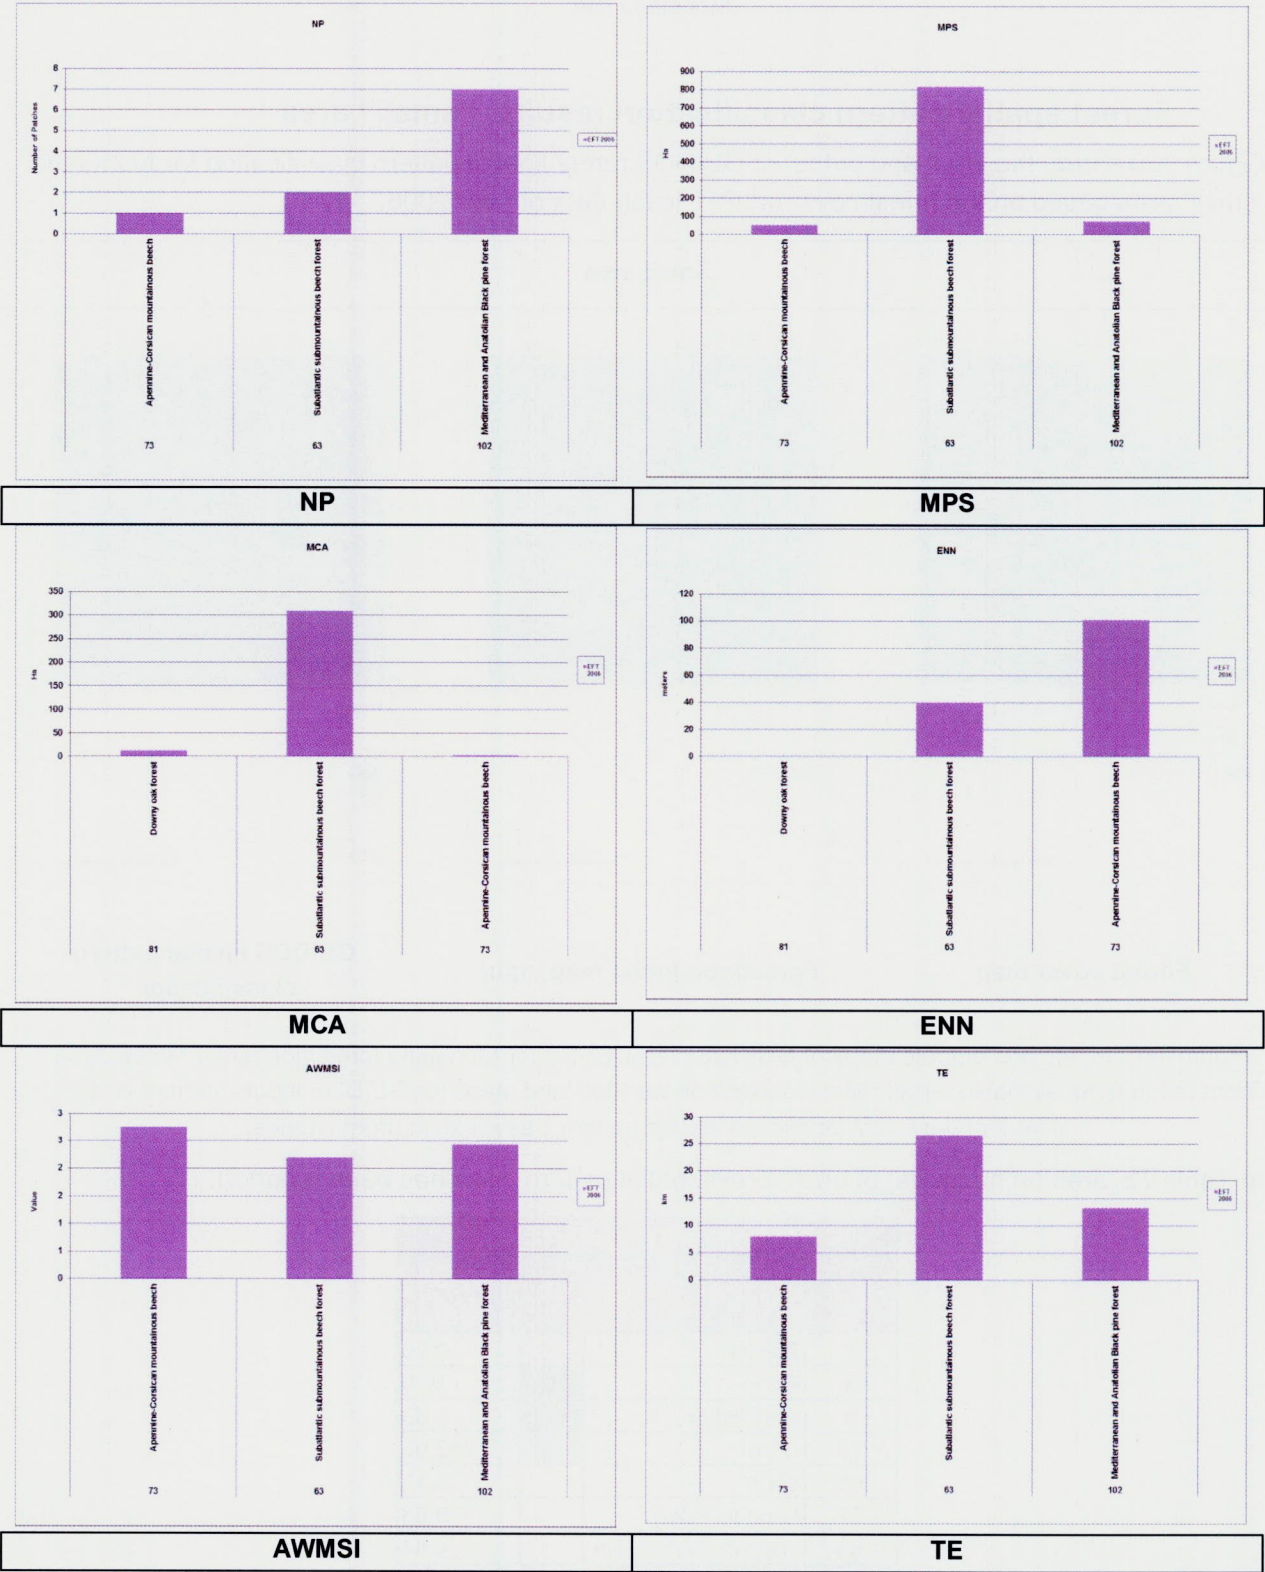 NP
8
7
6
5
4
3
2
1
0
Number of Patches
EFT 2006
Apennine-Corsican mountainous beech
Subatlantic submountainous beech forest
Mediterranean and Anatolian Black pine forest
73
63
102
MPS
900
800
700
600
500
400
300
200
100
0
Ha
EFT
2006
Apennine-Corsican mountainous beech
Subatlantic submountainous beech forest
Mediterranean and Anatolian Black pine forest
73
63
102
NP
MPS
MCA
350
300
250
200
150
100
50
0
Ha
EFT
2006
Downy oak forest
Subatlantic submountainous beech forest
Apennine-Corsican mountainous beech
81
63
73
ENN
120
100
80
60
40
20
0
meters
EFT
2006
Downy oak forest
Subatlantic submountainous beech forest
Apennine-Corsican mountainous beech
81
63
73
MCA
ENN
AWMSI
3
3
2
2
1
1
0
Value
EFT
2006
Apennine-Corsican mountainous beech
Subatlantic submountainous beech forest
Mediterranean and Anatolian Black pine forest
73
63
102
TE
30
25
20
15
10
5
0
km
EFT
2006
Apennine-Corsican mountainous beech
Subatlantic submountainous beech forest
Mediterranean and Anatolian Black pine forest
73
63
102
AWMSI
TE